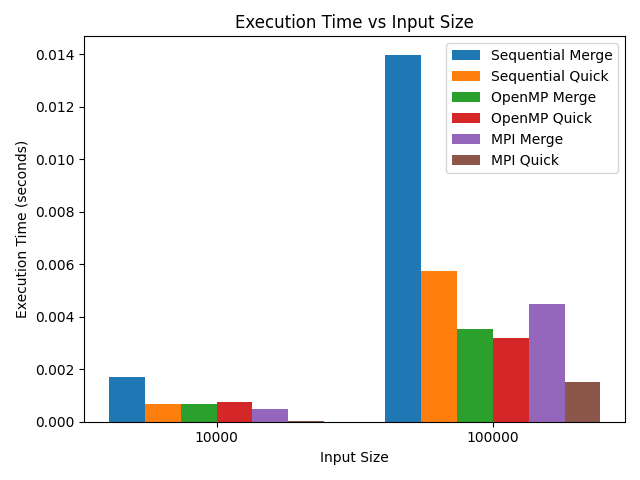 Execution Time vs Input Size
Sequential Merge
Sequential Quick
OpenMP Merge
OpenMP Quick
MPI Merge
MPI Quick
Execution Time (seconds)
0.014
0.012
0.010
0.008
0.006
0.004
0.002
0.000
10000
100000
Input Size